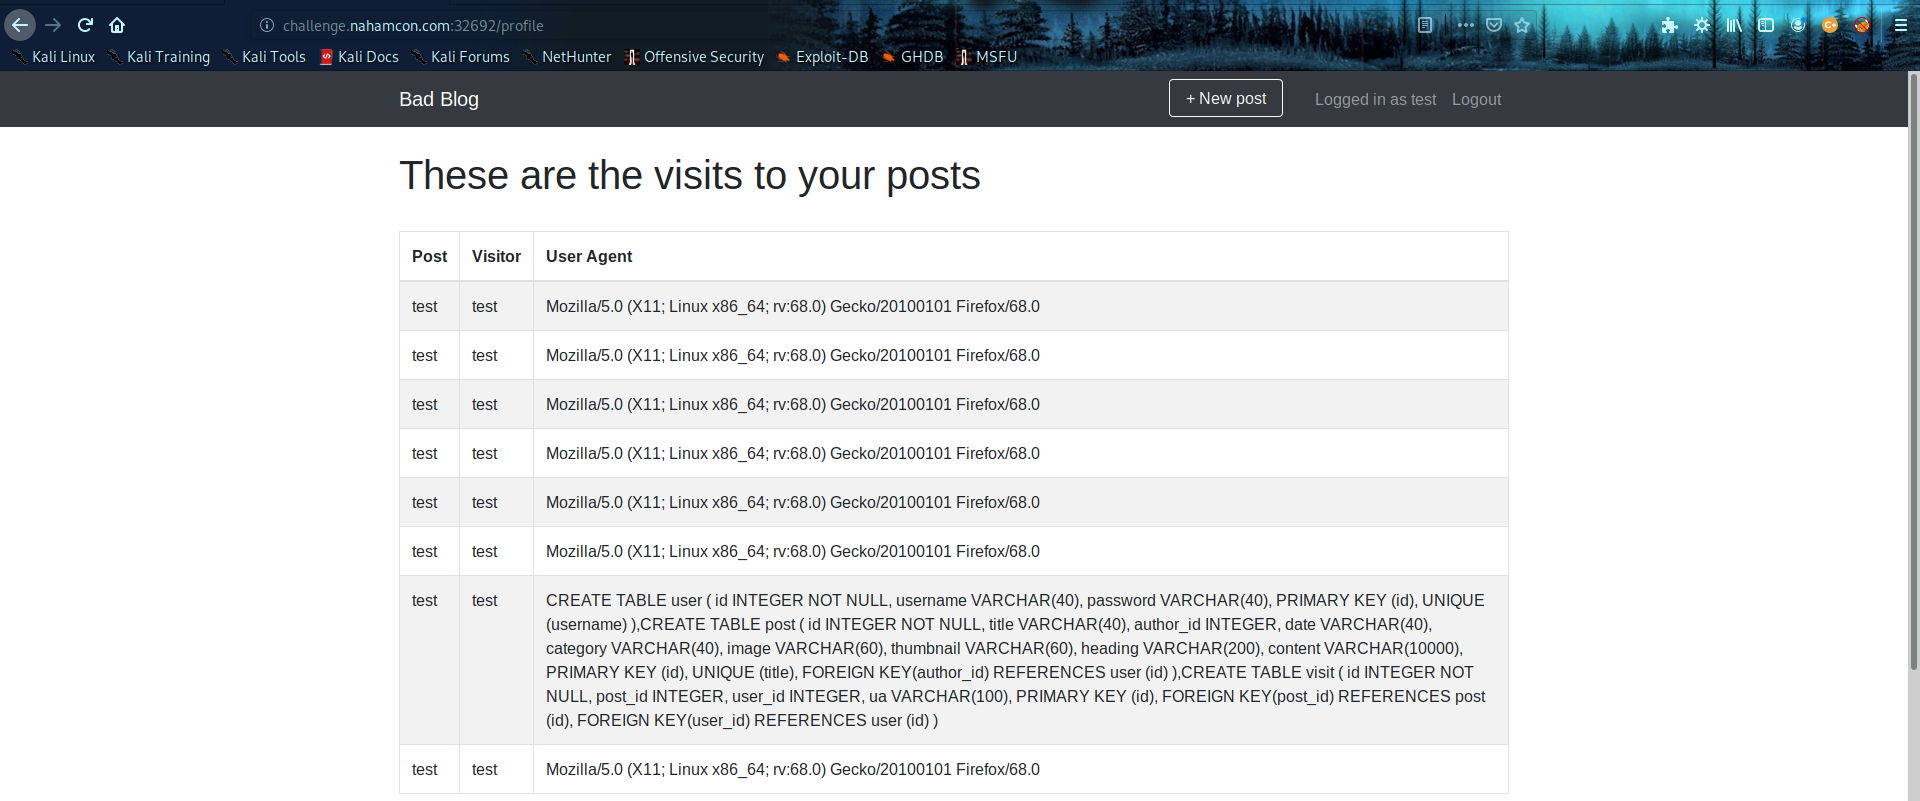 challenge.nahamcon.com:32692/profile
Kali Linux Kali Training Kali Tools Kali Docs Kali Forums NetHunter Offensive Security Exploit-DB GHDB MSFU
Bad Blog + New post Logged in as test Logout
These are the visits to your posts
Post Visitor User Agent
test test Mozilla/5.0 (X11; Linux x86_64; rv:68.0) Gecko/20100101 Firefox/68.0
test test Mozilla/5.0 (X11; Linux x86_64; rv:68.0) Gecko/20100101 Firefox/68.0
test test Mozilla/5.0 (X11; Linux x86_64; rv:68.0) Gecko/20100101 Firefox/68.0
test test Mozilla/5.0 (X11; Linux x86_64; rv:68.0) Gecko/20100101 Firefox/68.0
test test Mozilla/5.0 (X11; Linux x86_64; rv:68.0) Gecko/20100101 Firefox/68.0
test test Mozilla/5.0 (X11; Linux x86_64; rv:68.0) Gecko/20100101 Firefox/68.0
test test CREATE TABLE user ( id INTEGER NOT NULL, username VARCHAR(40), password VARCHAR(40), PRIMARY KEY (id), UNIQUE
(username) ),CREATE TABLE post ( id INTEGER NOT NULL, title VARCHAR(40), author_id INTEGER, date VARCHAR(40),
category VARCHAR(40), image VARCHAR(60), thumbnail VARCHAR(60), heading VARCHAR(200), content VARCHAR(10000),
PRIMARY KEY (id), UNIQUE (title), FOREIGN KEY(author_id) REFERENCES user (id) ),CREATE TABLE visit ( id INTEGER NOT
NULL, post_id INTEGER, user_id INTEGER, ua VARCHAR(100), PRIMARY KEY (id), FOREIGN KEY(post_id) REFERENCES post
(id), FOREIGN KEY(user_id) REFERENCES user (id) )
test test Mozilla/5.0 (X11; Linux x86_64; rv:68.0) Gecko/20100101 Firefox/68.0